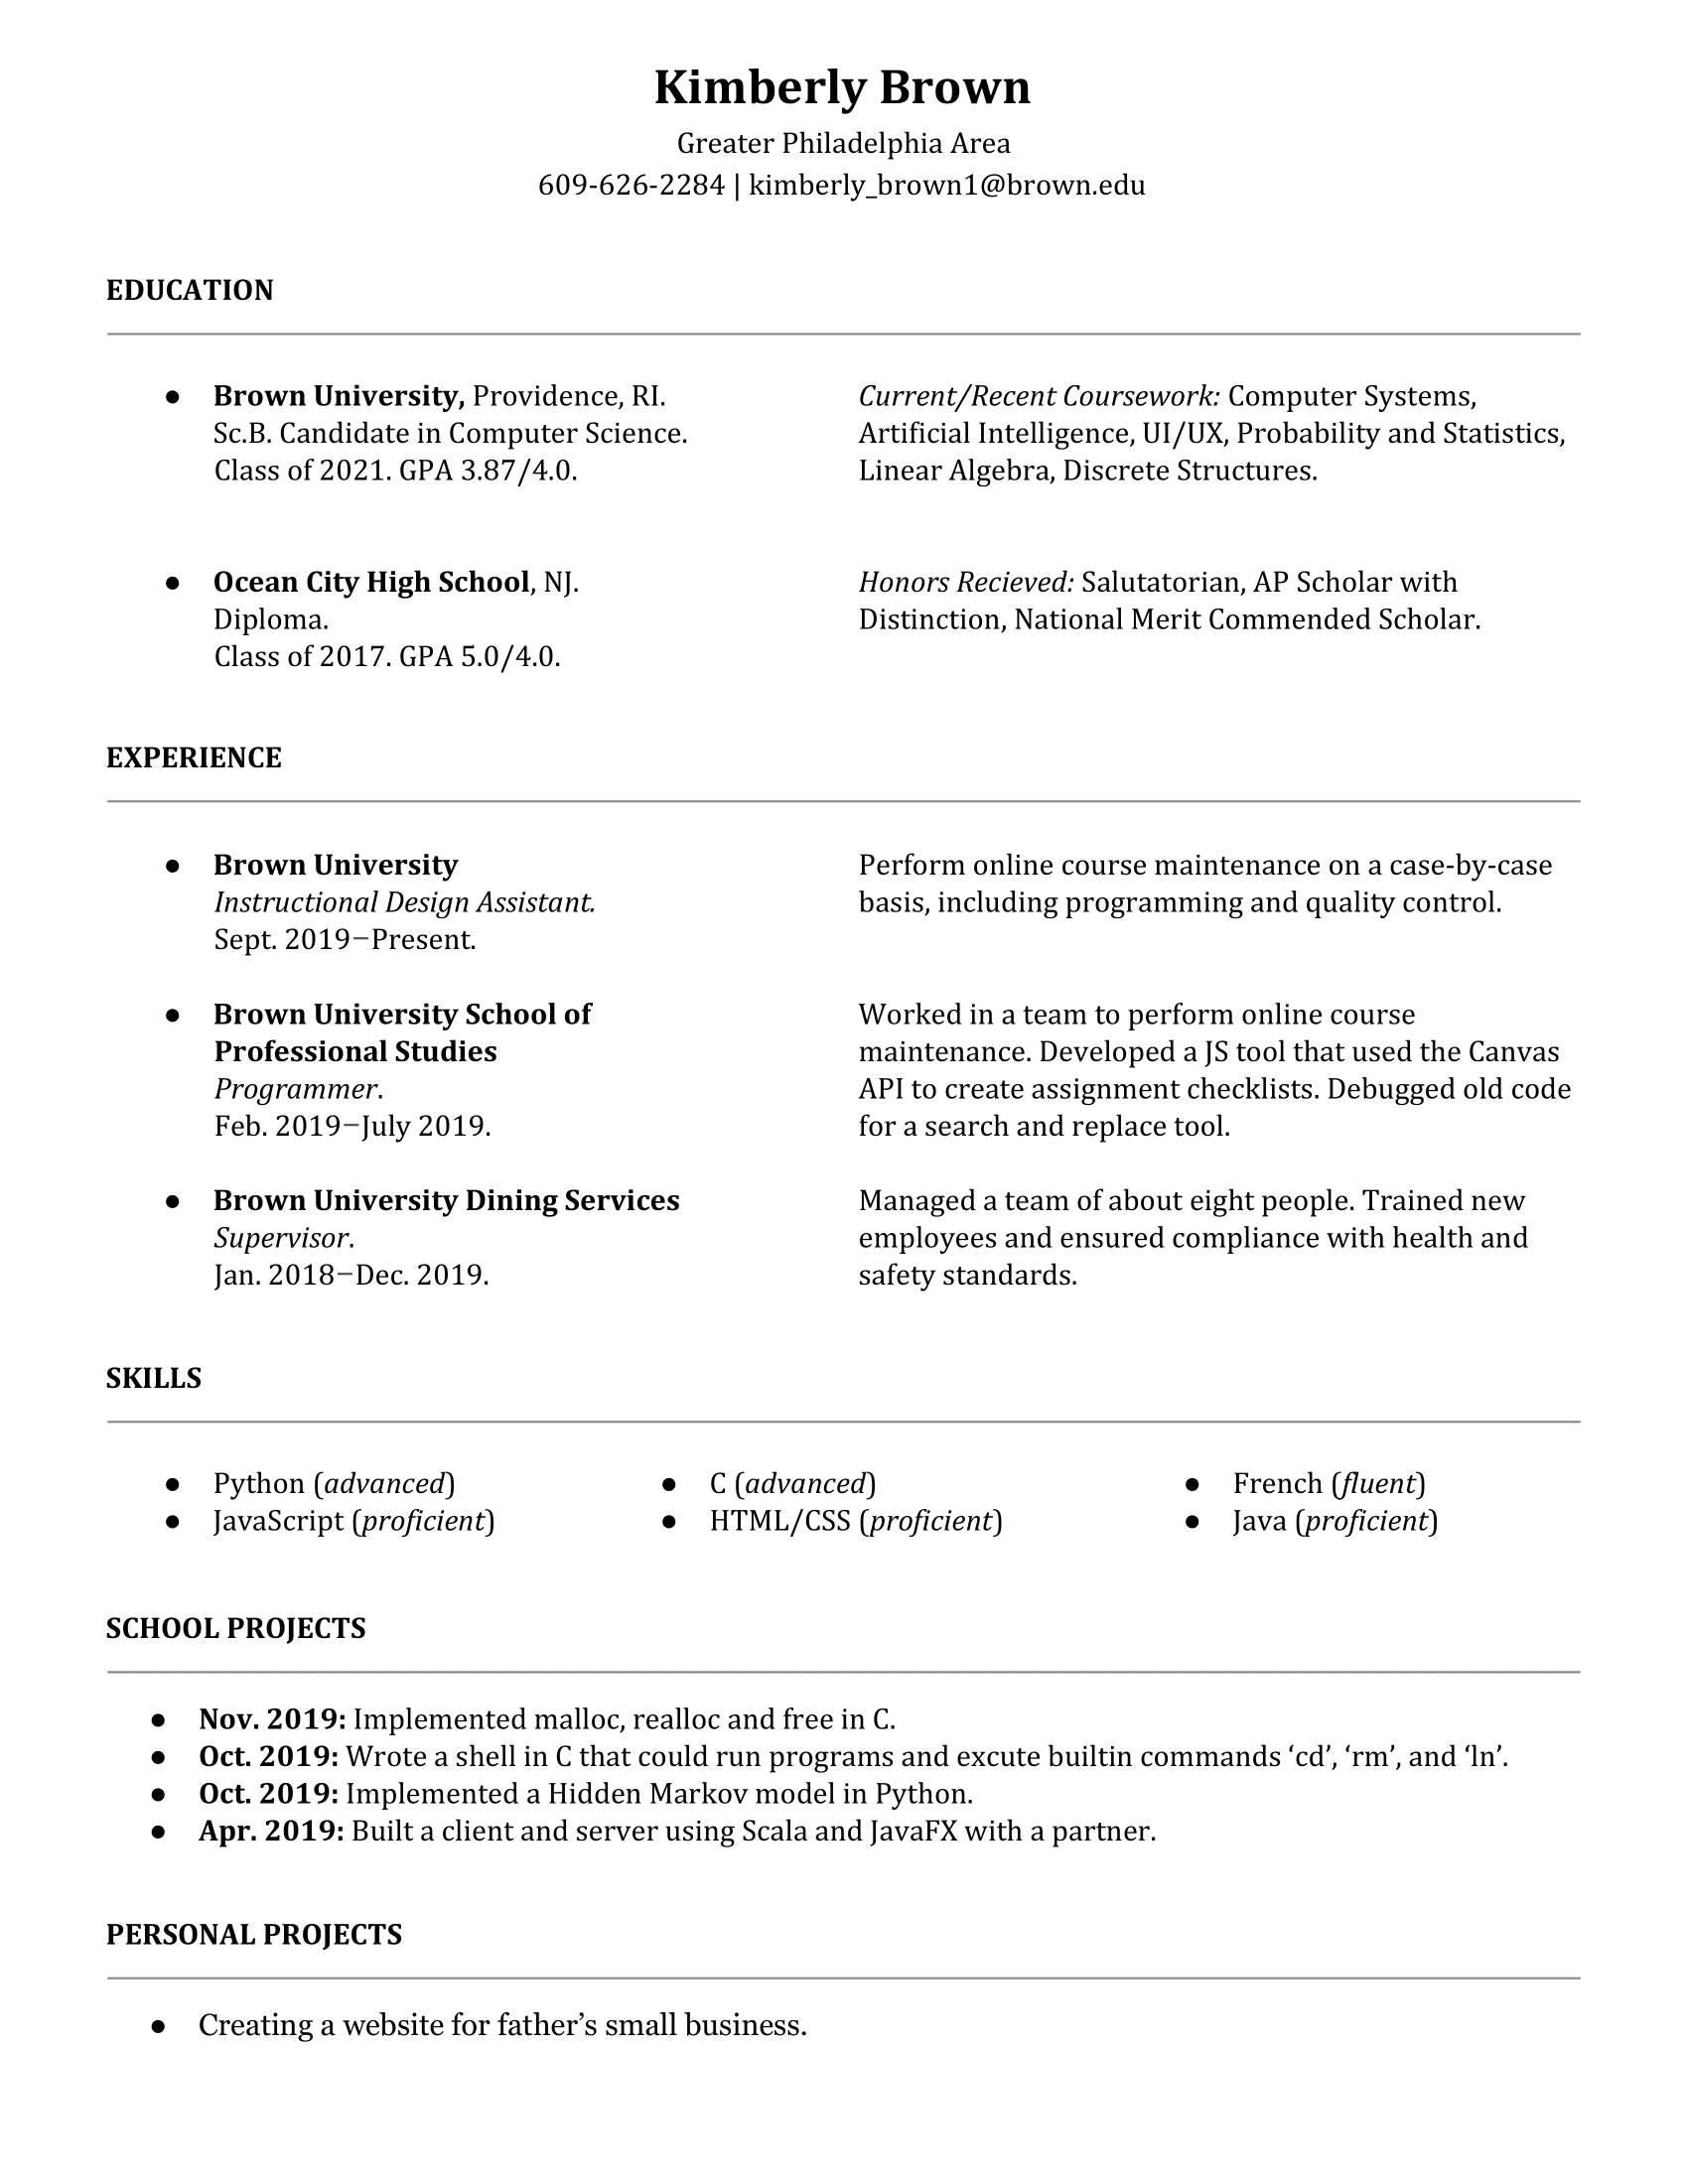 Kimberly Brown
Greater Philadelphia Area
609-626-2284 | kimberly_brown1@brown.edu
EDUCATION
● Brown University, Providence, RI.
Sc.B. Candidate in Computer Science.
Class of 2021. GPA 3.87/4.0.
Current/Recent Coursework: Computer Systems,
Artificial Intelligence, UI/UX, Probability and Statistics,
Linear Algebra, Discrete Structures.
● Ocean City High School, NJ.
Diploma.
Class of 2017. GPA 5.0/4.0.
Honors Recieved: Salutatorian, AP Scholar with
Distinction, National Merit Commended Scholar.
EXPERIENCE
● Brown University
Instructional Design Assistant.
Sept. 2019–Present.
Perform online course maintenance on a case-by-case
basis, including programming and quality control.
● Brown University School of
Professional Studies
Programmer.
Feb. 2019–July 2019.
Worked in a team to perform online course
maintenance. Developed a JS tool that used the Canvas
API to create assignment checklists. Debugged old code
for a search and replace tool.
● Brown University Dining Services
Supervisor.
Jan. 2018–Dec. 2019.
Managed a team of about eight people. Trained new
employees and ensured compliance with health and
safety standards.
SKILLS
● Python (advanced) ● C (advanced) ● French (fluent)
● JavaScript (proficient) ● HTML/CSS (proficient) ● Java (proficient)
SCHOOL PROJECTS
● Nov. 2019: Implemented malloc, realloc and free in C.
● Oct. 2019: Wrote a shell in C that could run programs and excute builtin commands ‘cd’, ‘rm’, and ‘ln’.
● Oct. 2019: Implemented a Hidden Markov model in Python.
● Apr. 2019: Built a client and server using Scala and JavaFX with a partner.
PERSONAL PROJECTS
● Creating a website for father’s small business.